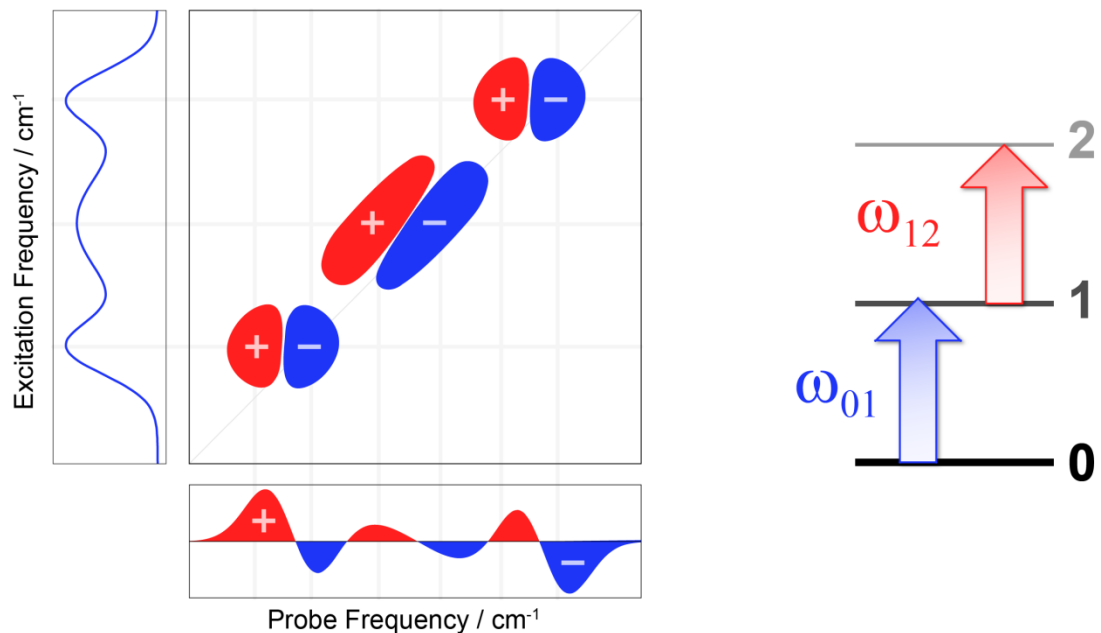 Excitation Frequency / cm⁻¹
+ −
+ −
+ −
+
−
Probe Frequency / cm⁻¹
2
ω₁₂
1
ω₀₁
0